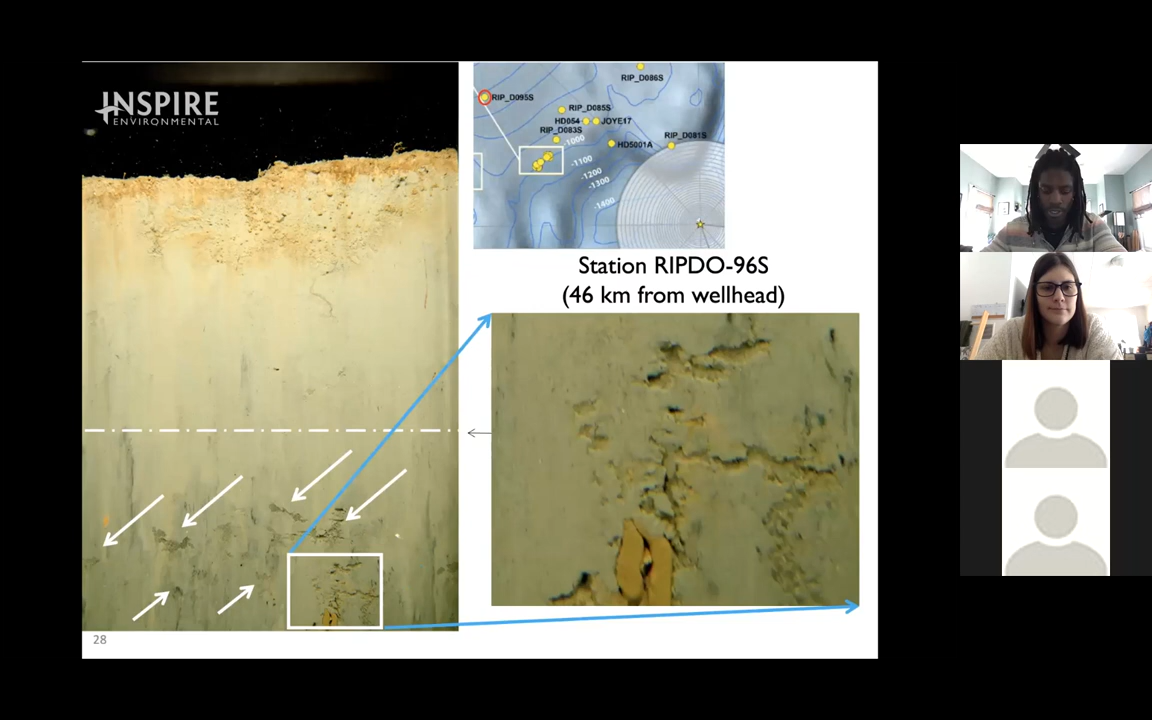 INSPIRE
ENVIRONMENTAL
RIP_D086S
RIP_D095S
RIP_D085S
HD054
JOYE17
RIP_D083S
RIP_D081S
HD5001A
-1000
-1100
-1200
-1300
-1400
Station RIPDO-96S
(46 km from wellhead)
28